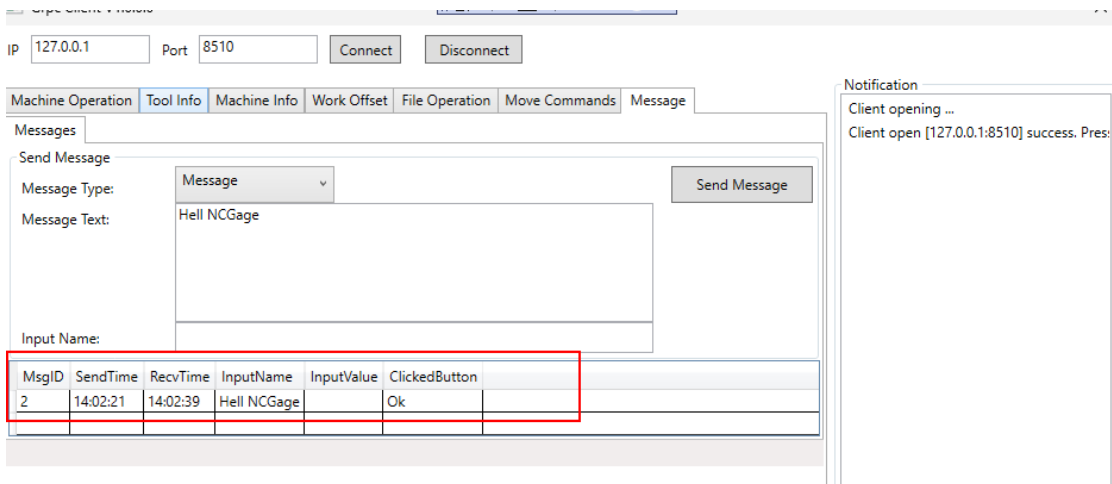 IP 127.0.0.1 Port 8510 Connect Disconnect
Machine Operation Tool Info Machine Info Work Offset File Operation Move Commands Message
Messages
Send Message
Message Type: Message Send Message
Message Text: Hell NCGage
Input Name:
MsgID SendTime RecvTime InputName InputValue ClickedButton
2 14:02:21 14:02:39 Hell NCGage Ok
Notification
Client opening ...
Client open [127.0.0.1:8510] success. Pres